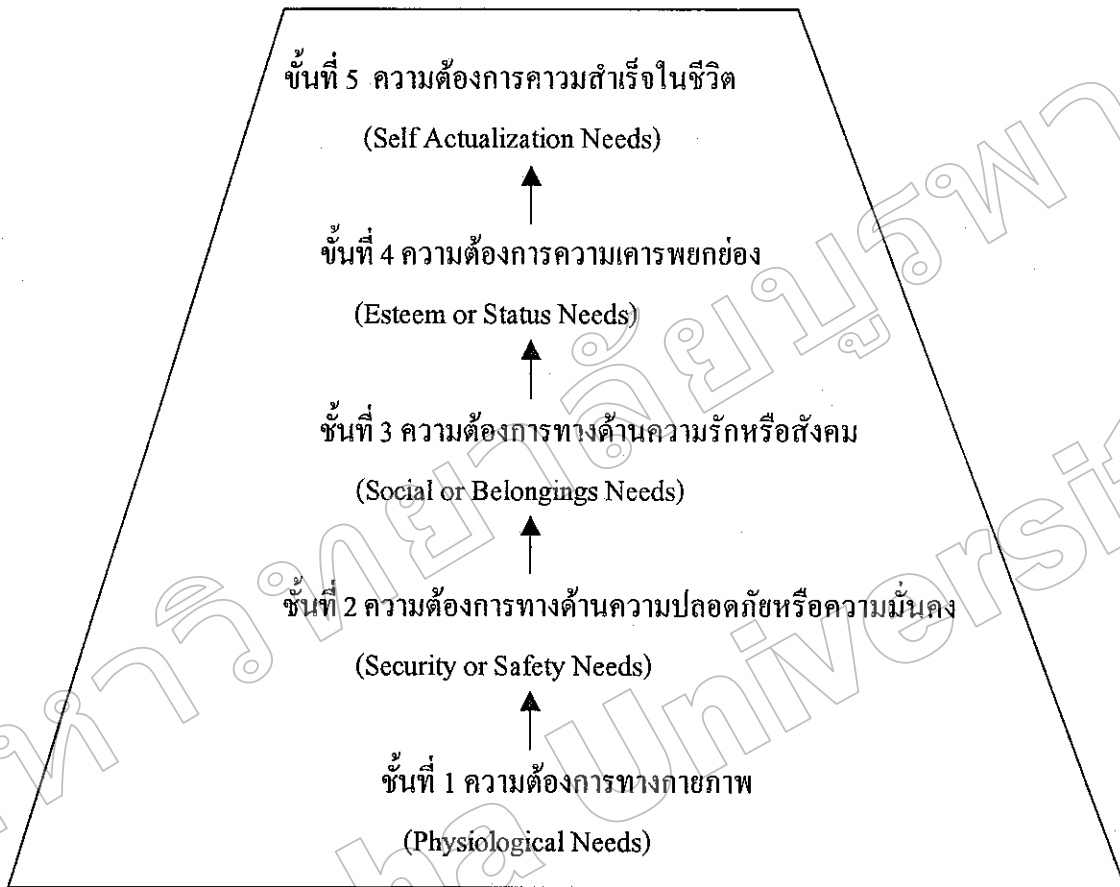 ขั้นที่ 5 ความต้องการคาวมสำเร็จในชีวิต
(Self Actualization Needs)
ขั้นที่ 4 ความต้องการความเคารพยกย่อง
(Esteem or Status Needs)
ชั้นที่ 3 ความต้องการทางด้านความรักหรือสังคม
(Social or Belongings Needs)
ชั้นที่ 2 ความต้องการทางด้านความปลอดภัยหรือความมั่นคง
(Security or Safety Needs)
ชั้นที่ 1 ความต้องการทางกายภาพ
(Physiological Needs)